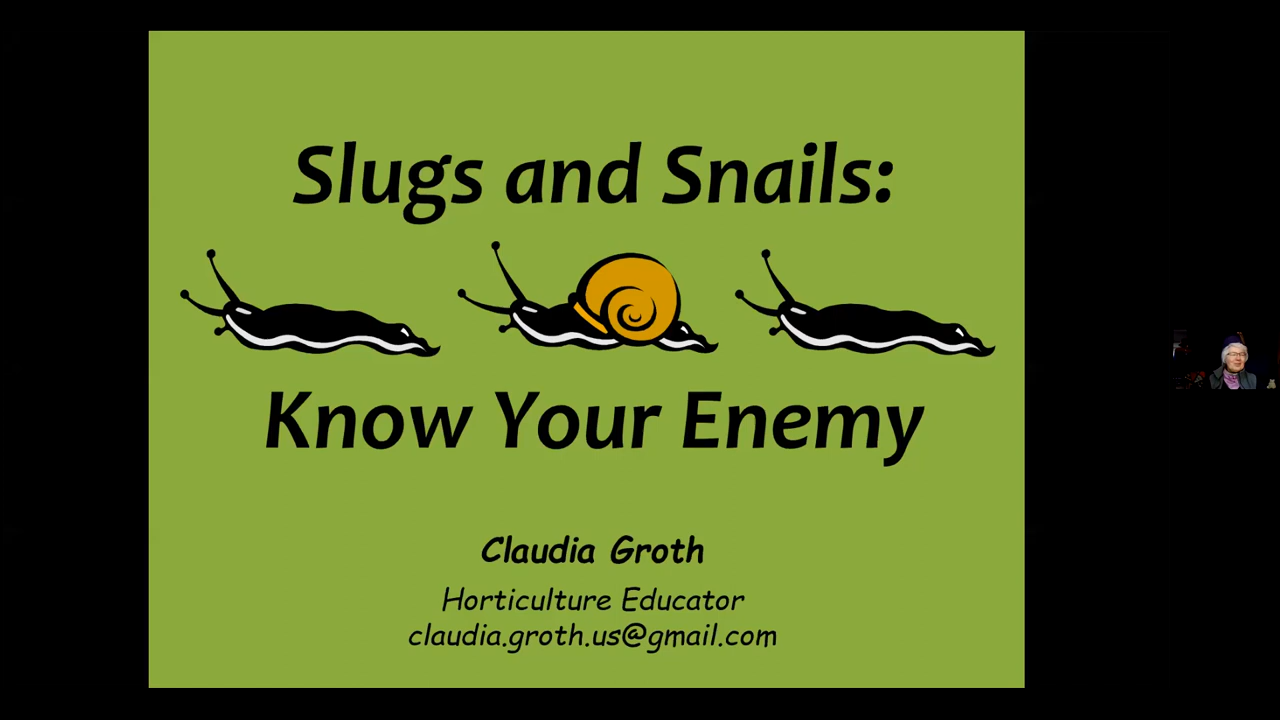 Slugs and Snails:
Know Your Enemy
Claudia Groth
Horticulture Educator
claudia.groth.us@gmail.com